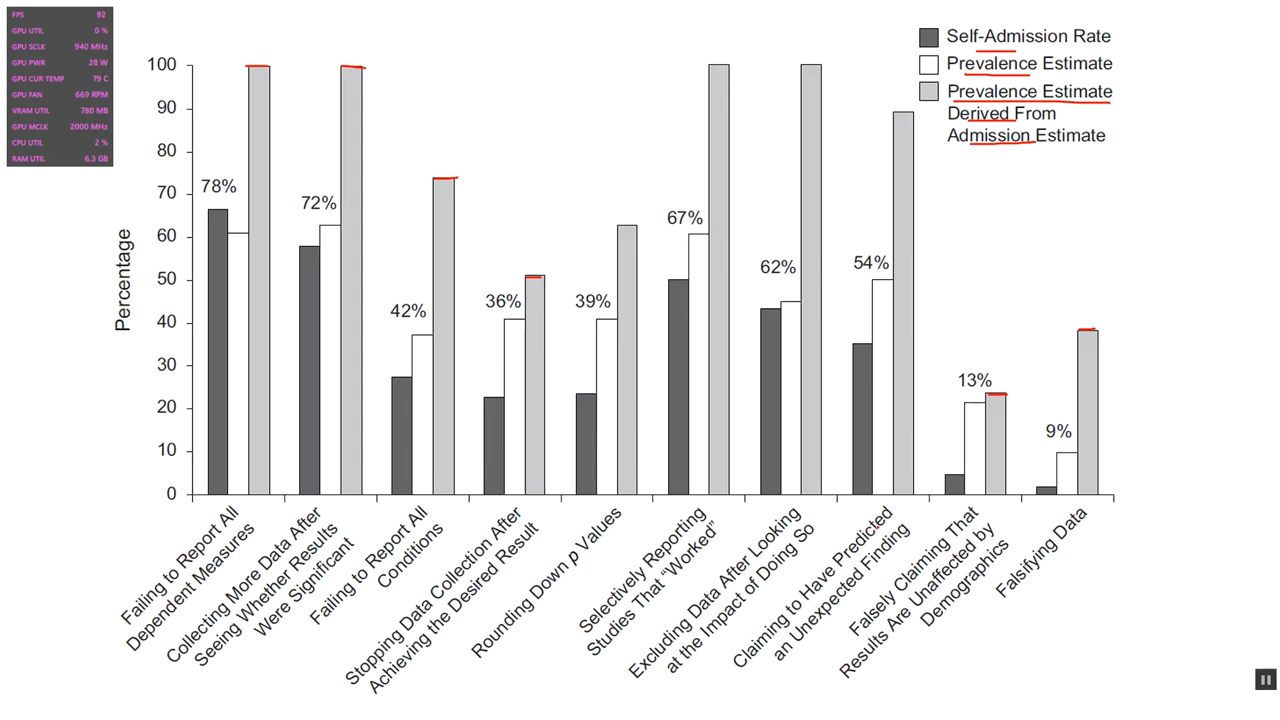 FPS 92
GPU UTIL 0 %
GPU SCLK 940 MHz
GPU PWR 28 W
GPU CUR TEMP 79 C
GPU FAN 669 RPM
VRAM UTIL 780 MB
GPU MCLK 2000 MHz
CPU UTIL 2 %
RAM UTIL 6.3 GB
Self-Admission Rate
Prevalence Estimate
Prevalence Estimate
Derived From
Admission Estimate
Percentage
100
90
80
70
60
50
40
30
20
10
0
78%
72%
42%
36%
39%
67%
62%
54%
13%
9%
Failing to Report All
Dependent Measures
Collecting More Data After
Seeing Whether Results
Were Significant
Failing to Report All
Conditions
Stopping Data Collection After
Achieving the Desired Result
Rounding Down p Values
Selectively Reporting
Studies That “Worked”
Excluding Data After Looking
at the Impact of Doing So
Claiming to Have Predicted
an Unexpected Finding
Falsely Claiming That
Results Are Unaffected by
Demographics
Falsifying Data